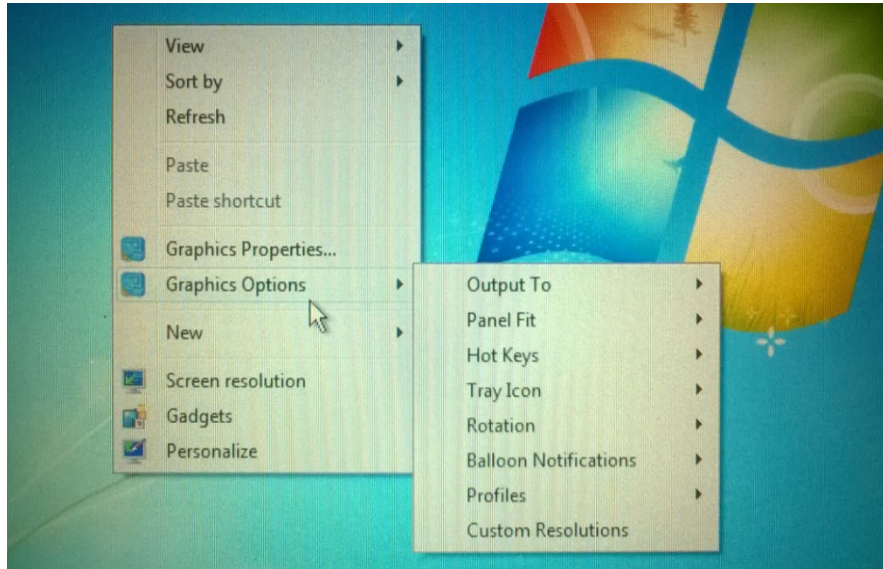 View
Sort by
Refresh
Paste
Paste shortcut
Graphics Properties...
Graphics Options
New
Screen resolution
Gadgets
Personalize
Output To
Panel Fit
Hot Keys
Tray Icon
Rotation
Balloon Notifications
Profiles
Custom Resolutions